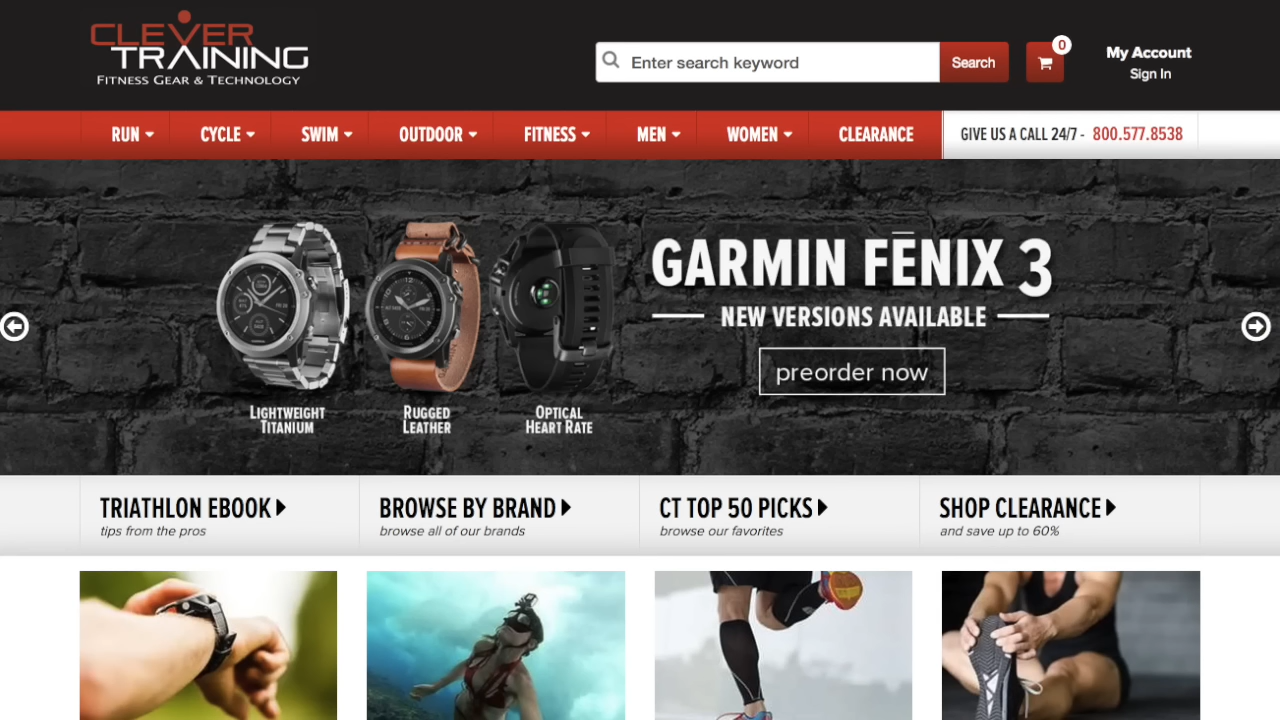 CLEVER
TRAINING
FITNESS GEAR & TECHNOLOGY
Enter search keyword
Search
0
My Account
Sign In
RUN
CYCLE
SWIM
OUTDOOR
FITNESS
MEN
WOMEN
CLEARANCE
GIVE US A CALL 24/7 - 800.577.8538
GARMIN FĒNIX 3
NEW VERSIONS AVAILABLE
preorder now
LIGHTWEIGHT
TITANIUM
RUGGED
LEATHER
OPTICAL
HEART RATE
TRIATHLON EBOOK
tips from the pros
BROWSE BY BRAND
browse all of our brands
CT TOP 50 PICKS
browse our favorites
SHOP CLEARANCE
and save up to 60%